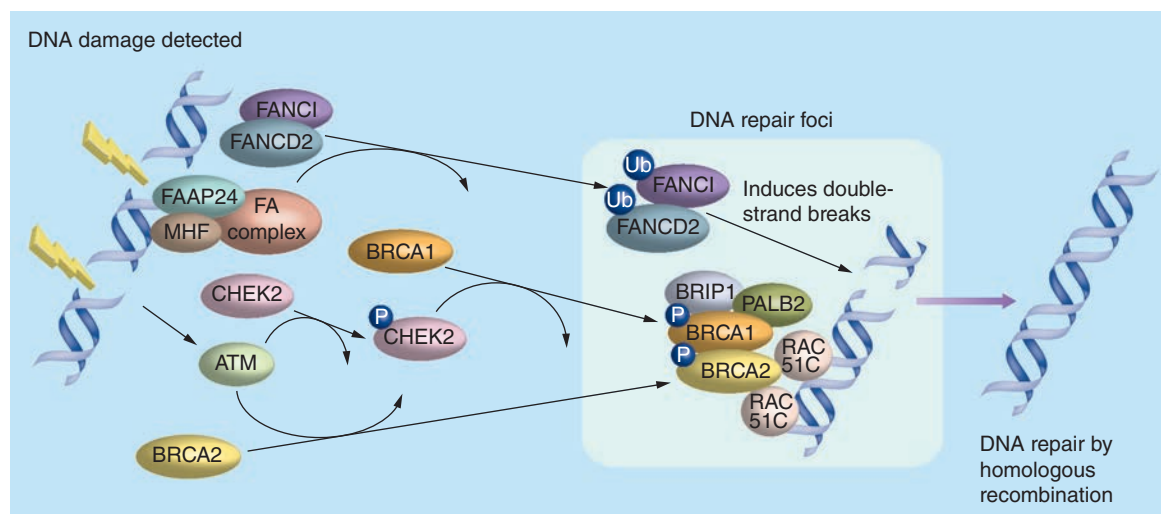 DNA damage detected
FANCI
FANCD2
FAAP24
MHF
FA
complex
BRCA1
CHEK2
P
CHEK2
ATM
BRCA2
DNA repair foci
Ub
FANCI
Ub
FANCD2
Induces double-
strand breaks
BRIP1
PALB2
P
BRCA1
P
BRCA2
RAC
51C
RAC
51C
DNA repair by
homologous
recombination